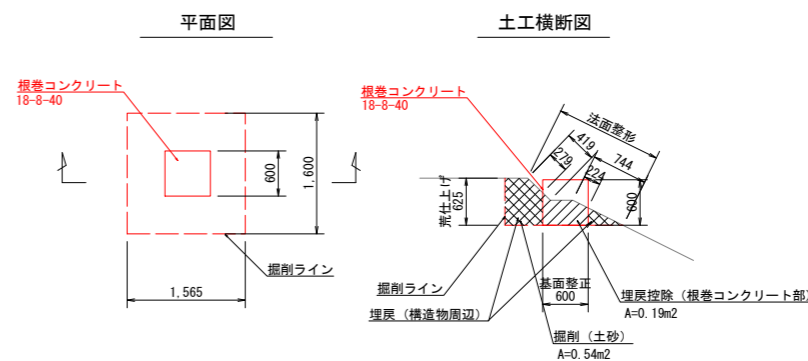 平面図
根巻コンクリート
18-8-40
600
1,600
掘削ライン
1,565
土工横断図
根巻コンクリート
18-8-40
法面整形
419
279
744
224
荒仕上げ
625
600
掘削ライン
基面整正
600
埋戻（構造物周辺）
埋戻控除（根巻コンクリート部）
A=0.19m2
掘削（土砂）
A=0.54m2